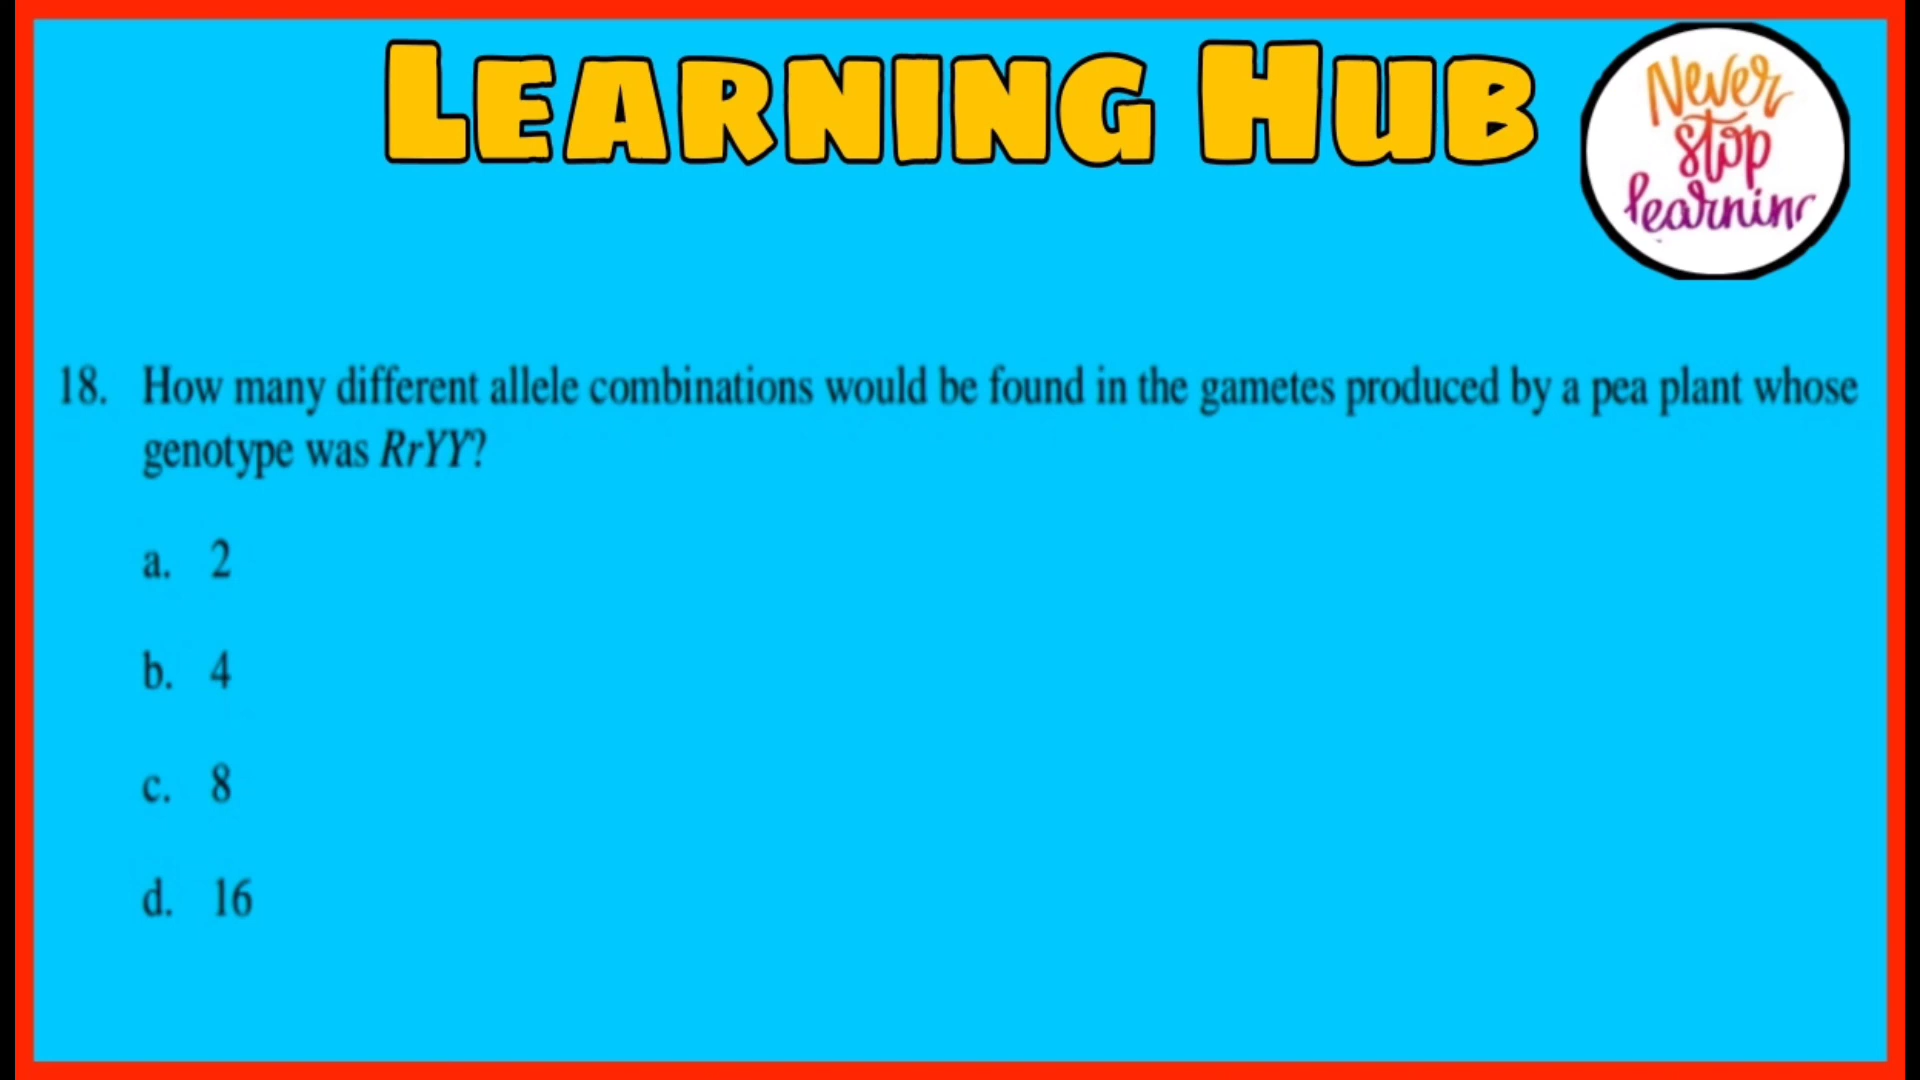 LEARNING HUB
Never
stop
learnin
18. How many different allele combinations would be found in the gametes produced by a pea plant whose
genotype was RrYY?
a. 2
b. 4
c. 8
d. 16